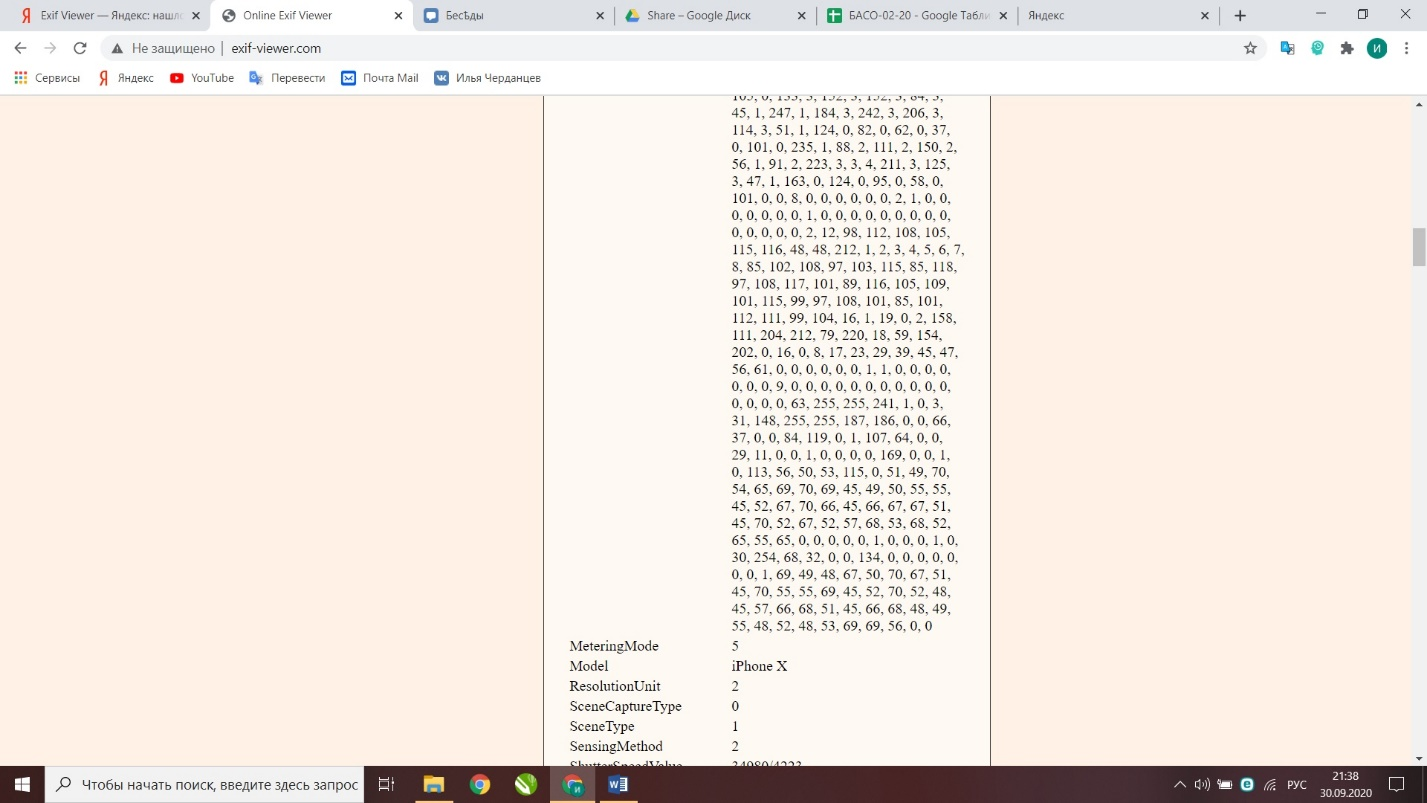 Exif Viewer — Яндекс: нашло
Online Exif Viewer
Бесѣды
Share – Google Диск
БАСО-02-20 - Google Табли
Яндекс
Не защищено | exif-viewer.com
И
Сервисы
Яндекс
YouTube
Перевести
Почта Mail
Илья Черданцев
105, 0, 133, 3, 132, 3, 132, 3, 84, 3,
45, 1, 247, 1, 184, 3, 242, 3, 206, 3,
114, 3, 51, 1, 124, 0, 82, 0, 62, 0, 37,
0, 101, 0, 235, 1, 88, 2, 111, 2, 150, 2,
56, 1, 91, 2, 223, 3, 3, 4, 211, 3, 125,
3, 47, 1, 163, 0, 124, 0, 95, 0, 58, 0,
101, 0, 0, 8, 0, 0, 0, 0, 0, 0, 2, 1, 0, 0,
0, 0, 0, 0, 0, 1, 0, 0, 0, 0, 0, 0, 0, 0, 0,
0, 0, 0, 0, 0, 2, 12, 98, 112, 108, 105,
115, 116, 48, 48, 212, 1, 2, 3, 4, 5, 6, 7,
8, 85, 102, 108, 97, 103, 115, 85, 118,
97, 108, 117, 101, 89, 116, 105, 109,
101, 115, 99, 97, 108, 101, 85, 101,
112, 111, 99, 104, 16, 1, 19, 0, 2, 158,
111, 204, 212, 79, 220, 18, 59, 154,
202, 0, 16, 0, 8, 17, 23, 29, 39, 45, 47,
56, 61, 0, 0, 0, 0, 0, 0, 1, 1, 0, 0, 0, 0,
0, 0, 0, 9, 0, 0, 0, 0, 0, 0, 0, 0, 0, 0, 0,
0, 0, 0, 0, 63, 255, 255, 241, 1, 0, 3,
31, 148, 255, 255, 187, 186, 0, 0, 66,
37, 0, 0, 84, 119, 0, 1, 107, 64, 0, 0,
29, 11, 0, 0, 1, 0, 0, 0, 0, 169, 0, 0, 1,
0, 113, 56, 50, 53, 115, 0, 51, 49, 70,
54, 65, 69, 70, 69, 45, 49, 50, 55, 55,
45, 52, 67, 70, 66, 45, 66, 67, 67, 51,
45, 70, 52, 67, 52, 57, 68, 53, 68, 52,
65, 55, 65, 0, 0, 0, 0, 0, 1, 0, 0, 0, 1, 0,
30, 254, 68, 32, 0, 0, 134, 0, 0, 0, 0, 0,
0, 0, 1, 69, 49, 48, 67, 50, 70, 67, 51,
45, 70, 55, 55, 69, 45, 52, 70, 52, 48,
45, 57, 66, 68, 51, 45, 66, 68, 48, 49,
55, 48, 52, 48, 53, 69, 69, 56, 0, 0
MeteringMode 5
Model iPhone X
ResolutionUnit 2
SceneCaptureType 0
SceneType 1
SensingMethod 2
ShutterSpeedValue 34980/4223
Чтобы начать поиск, введите здесь запрос
РУС
21:38
30.09.2020